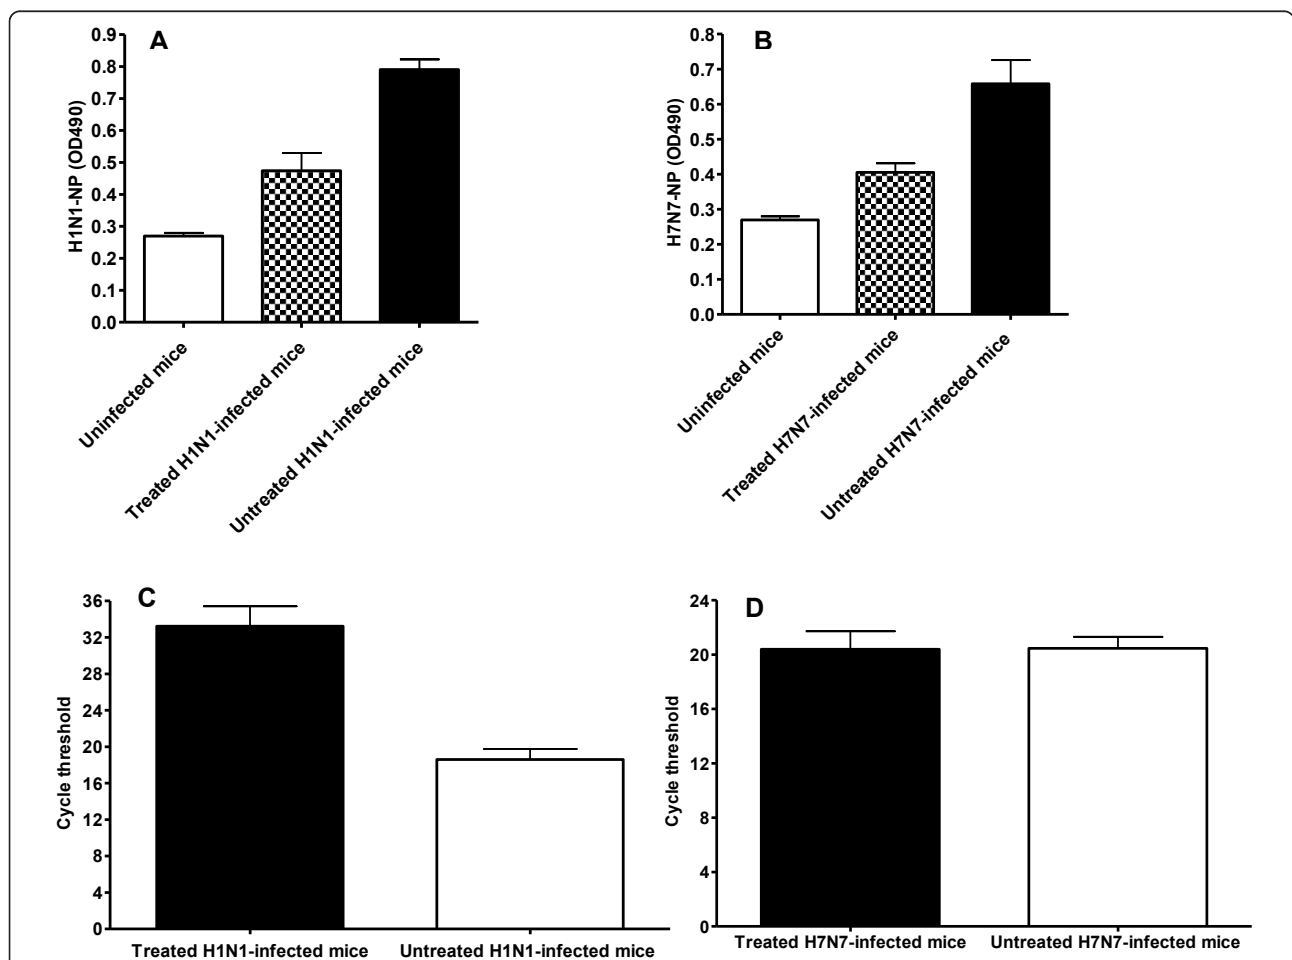 A
H1N1-NP (OD490)
0.9
0.8
0.7
0.6
0.5
0.4
0.3
0.2
0.1
0.0
Uninfected mice
Treated H1N1-infected mice
Untreated H1N1-infected mice
B
H7N7-NP (OD490)
0.8
0.7
0.6
0.5
0.4
0.3
0.2
0.1
0.0
Uninfected mice
Treated H7N7-infected mice
Untreated H7N7-infected mice
C
Cycle threshold
36
32
28
24
20
16
12
8
4
0
Treated H1N1-infected mice
Untreated H1N1-infected mice
D
Cycle threshold
24
20
16
12
8
4
0
Treated H7N7-infected mice
Untreated H7N7-infected mice